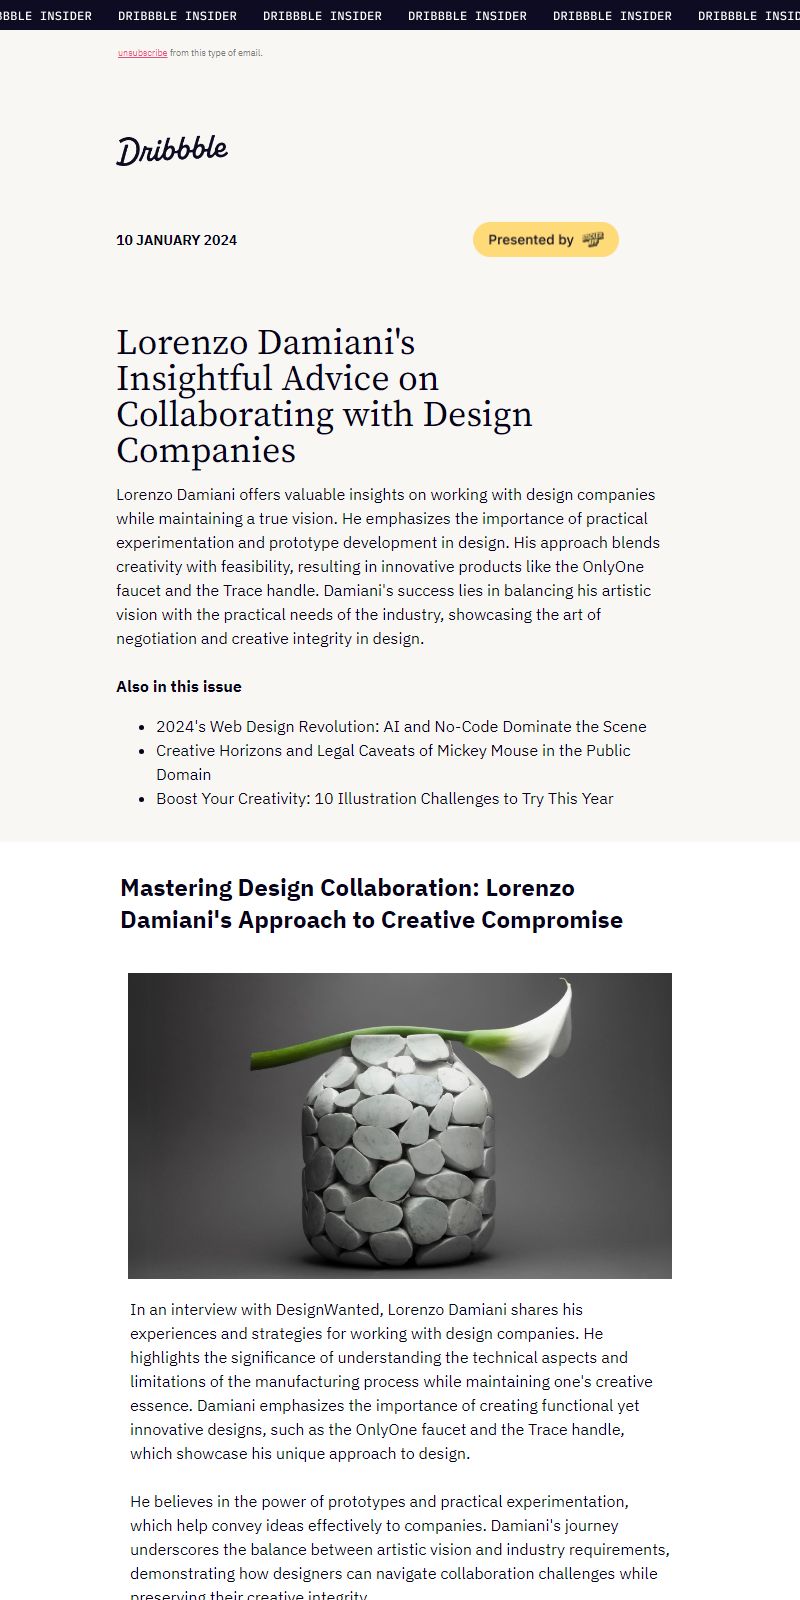 BBLE INSIDER DRIBBBLE INSIDER DRIBBBLE INSIDER DRIBBBLE INSIDER DRIBBBLE INSIDER DRIBBBLE INSID
unsubscribe from this type of email.
Dribbble
10 JANUARY 2024
Presented by
Lorenzo Damiani's
Insightful Advice on
Collaborating with Design
Companies
Lorenzo Damiani offers valuable insights on working with design companies
while maintaining a true vision. He emphasizes the importance of practical
experimentation and prototype development in design. His approach blends
creativity with feasibility, resulting in innovative products like the OnlyOne
faucet and the Trace handle. Damiani's success lies in balancing his artistic
vision with the practical needs of the industry, showcasing the art of
negotiation and creative integrity in design.
Also in this issue
• 2024's Web Design Revolution: AI and No-Code Dominate the Scene
• Creative Horizons and Legal Caveats of Mickey Mouse in the Public
Domain
• Boost Your Creativity: 10 Illustration Challenges to Try This Year
Mastering Design Collaboration: Lorenzo
Damiani's Approach to Creative Compromise
In an interview with DesignWanted, Lorenzo Damiani shares his
experiences and strategies for working with design companies. He
highlights the significance of understanding the technical aspects and
limitations of the manufacturing process while maintaining one's creative
essence. Damiani emphasizes the importance of creating functional yet
innovative designs, such as the OnlyOne faucet and the Trace handle,
which showcase his unique approach to design.
He believes in the power of prototypes and practical experimentation,
which help convey ideas effectively to companies. Damiani's journey
underscores the balance between artistic vision and industry requirements,
demonstrating how designers can navigate collaboration challenges while
preserving their creative integrity.